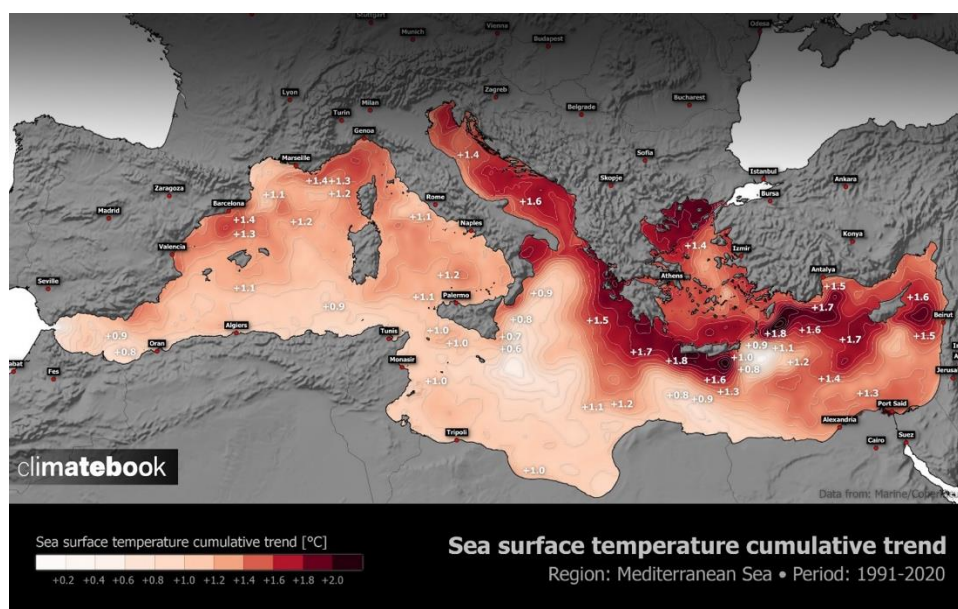 Stuttgart
Munich
Vienna
Budapest
Odesa
Lyon
Milan
Zagreb
Turin
Belgrade
Bucharest
Genoa
Marseille
+1.4
+1.4+1.3
Sofia
+1.1
+1.2
Skopje
Istanbul
Zaragoza
Rome
Ankara
Bursa
Barcelona
+1.6
Madrid
+1.4
+1.2
+1.1
Naples
+1.3
Konya
Valencia
+1.4
Izmir
+1.2
Athens
Antalya
Seville
+1.1
+0.9
+1.5
+1.1
Palermo
+1.6
+0.9
+1.7
+0.8
+1.5
Beirut
Algiers
Tunis
+1.0
+1.8
+1.6
+0.9
Oran
+0.7
+1.5
+0.8
+1.0
+0.6
+1.7
+0.9
+1.1
+1.7
Monasir
+1.8
+1.0
+1.2
Fes
+0.8
+1.0
+1.6
+1.4
+1.3
+1.3
+0.8
+0.9
Port Said
+1.1
+1.2
Alexandria
Tripoli
Cairo
Suez
+1.0
climatebook
Data from: Marine/Coper
Sea surface temperature cumulative trend [°C]
+0.2 +0.4 +0.6 +0.8 +1.0 +1.2 +1.4 +1.6 +1.8 +2.0
Sea surface temperature cumulative trend
Region: Mediterranean Sea • Period: 1991-2020